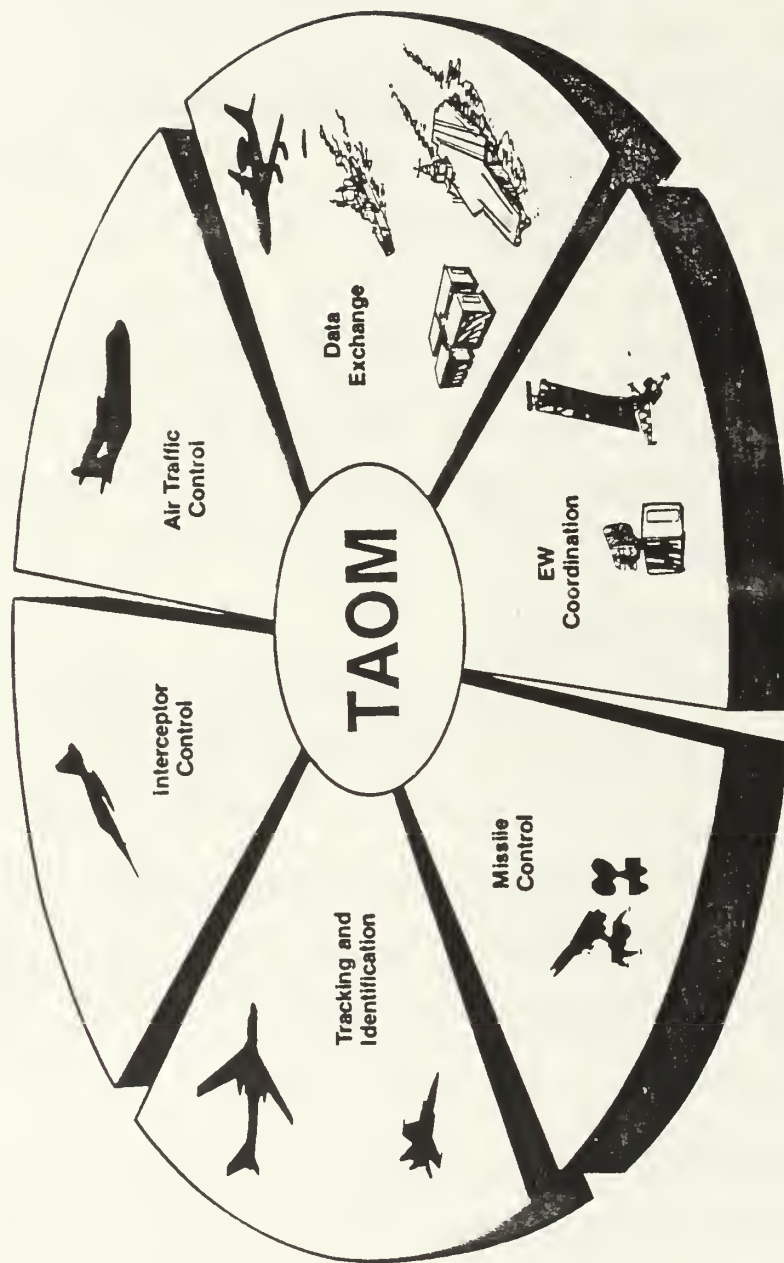 Interceptor
Control
Air Traffic
Control
Tracking and
Identification
TAOM
Data
Exchange
Missile
Control
EW
Coordination